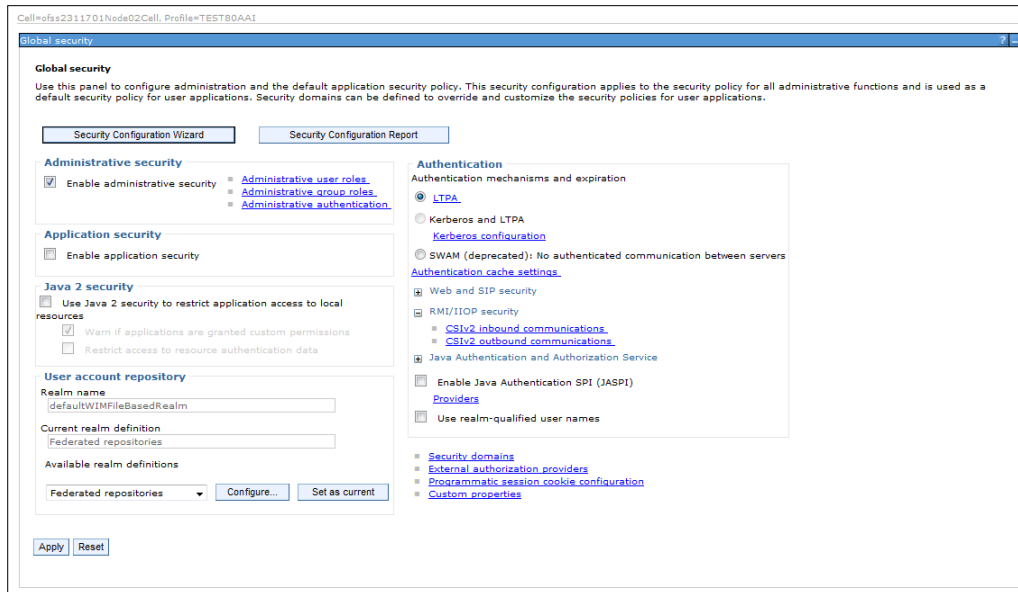 Cell=ofss2311701Node02Cell, Profile=TEST80AAI
Global security
? –
Global security
Use this panel to configure administration and the default application security policy. This security configuration applies to the security policy for all administrative functions and is used as a
default security policy for user applications. Security domains can be defined to override and customize the security policies for user applications.
Security Configuration Wizard
Security Configuration Report
Administrative security
Enable administrative security
Administrative user roles
Administrative group roles
Administrative authentication
Application security
Enable application security
Java 2 security
Use Java 2 security to restrict application access to local
resources
Warn if applications are granted custom permissions
Restrict access to resource authentication data
User account repository
Realm name
defaultWIMFileBasedRealm
Current realm definition
Federated repositories
Available realm definitions
Federated repositories
Configure...
Set as current
Authentication
Authentication mechanisms and expiration
LTPA
Kerberos and LTPA
Kerberos configuration
SWAM (deprecated): No authenticated communication between servers
Authentication cache settings
Web and SIP security
RMI/IIOP security
CSIv2 inbound communications
CSIv2 outbound communications
Java Authentication and Authorization Service
Enable Java Authentication SPI (JASPI)
Providers
Use realm-qualified user names
Security domains
External authorization providers
Programmatic session cookie configuration
Custom properties
Apply
Reset